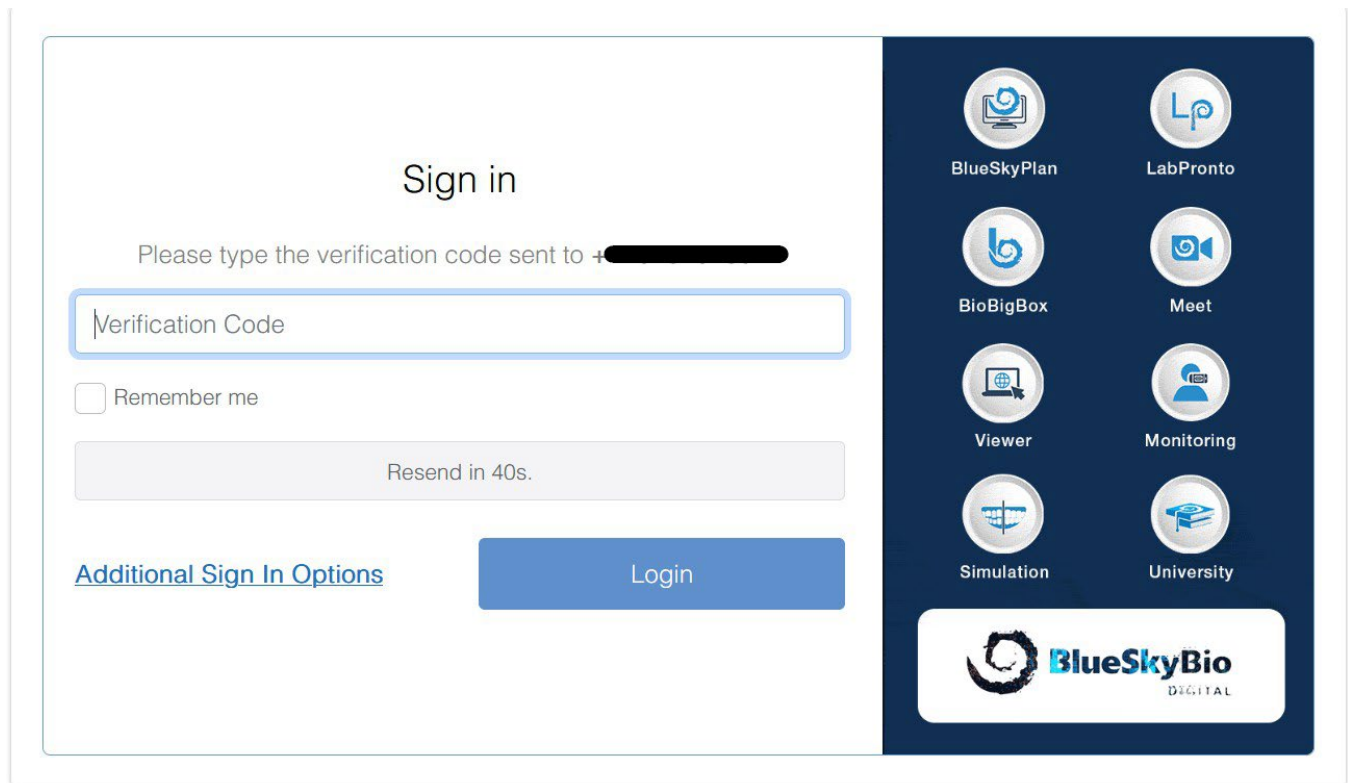 Sign in
Please type the verification code sent to +
Verification Code
Remember me
Resend in 40s.
Additional Sign In Options
Login
BlueSkyPlan
Lp
LabPronto
b
BioBigBox
Meet
Viewer
Monitoring
Simulation
University
BlueSkyBio
DIGITAL